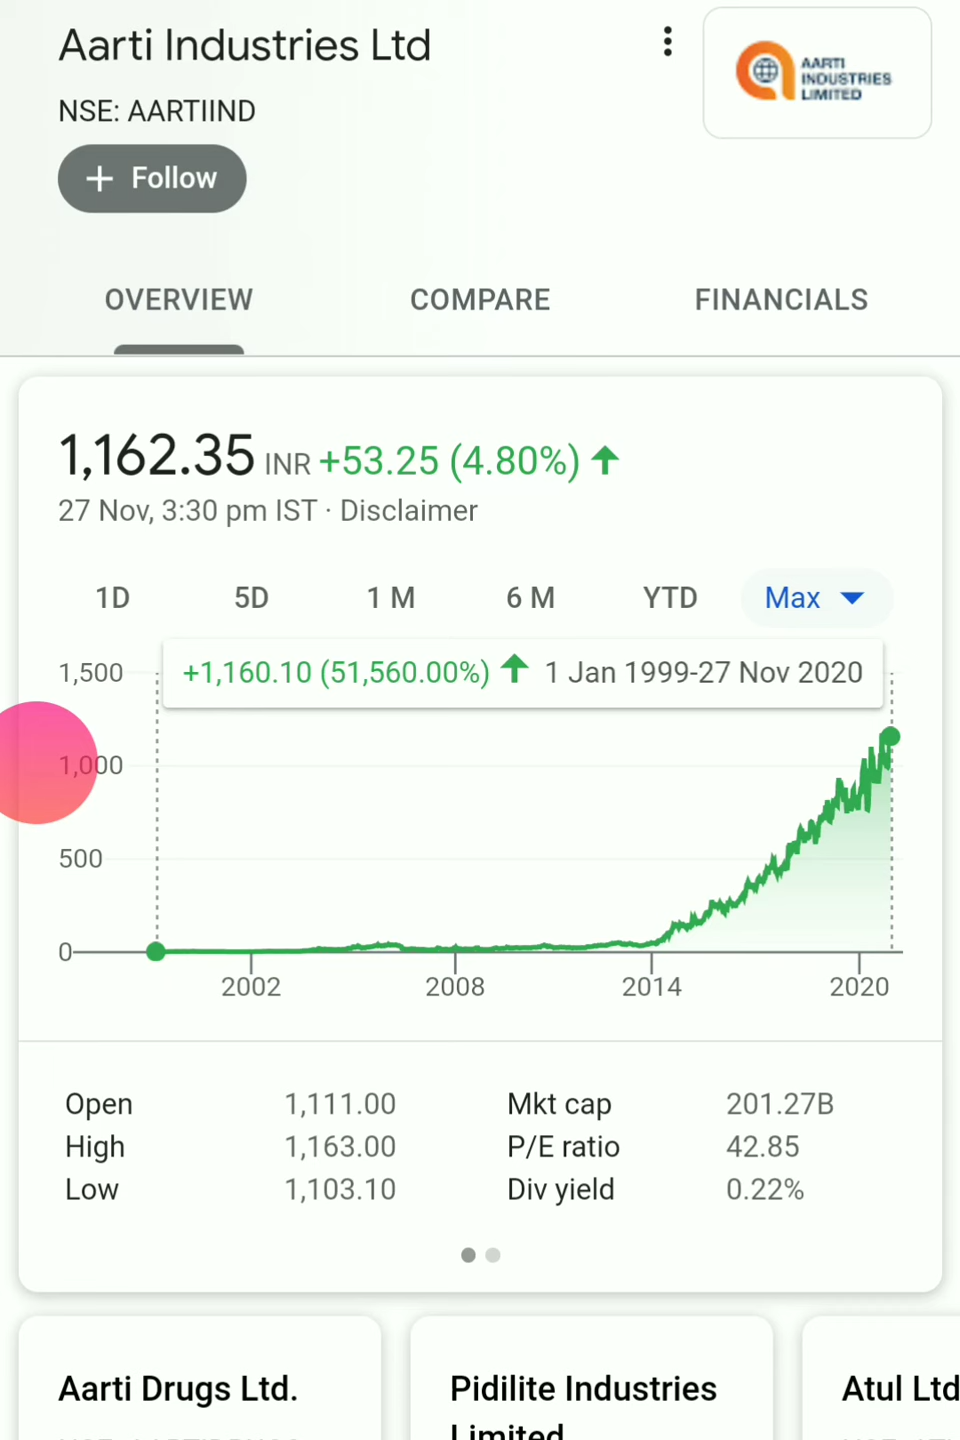 Aarti Industries Ltd
AARTI
INDUSTRIES
LIMITED
NSE: AARTIIND
+ Follow
OVERVIEW COMPARE FINANCIALS
1,162.35 INR +53.25 (4.80%)
27 Nov, 3:30 pm IST · Disclaimer
1D 5D 1 M 6 M YTD Max
+1,160.10 (51,560.00%) 1 Jan 1999-27 Nov 2020
1,500
1,000
500
0
2002 2008 2014 2020
Open 1,111.00 Mkt cap 201.27B
High 1,163.00 P/E ratio 42.85
Low 1,103.10 Div yield 0.22%
Aarti Drugs Ltd. Pidilite Industries Atul Ltd
Limited